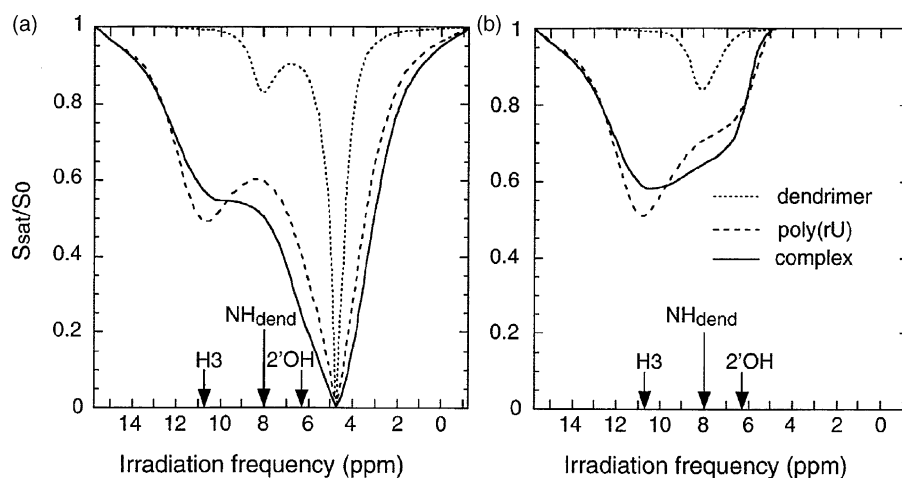 (a)
1
0.8
0.6
0.4
0.2
0
Ssat/S0
NHdend
H3
2'OH
14 12 10 8 6 4 2 0
Irradiation frequency (ppm)
(b)
1
0.8
0.6
0.4
0.2
0
dendrimer
poly(rU)
complex
NHdend
H3
2'OH
14 12 10 8 6 4 2 0
Irradiation frequency (ppm)